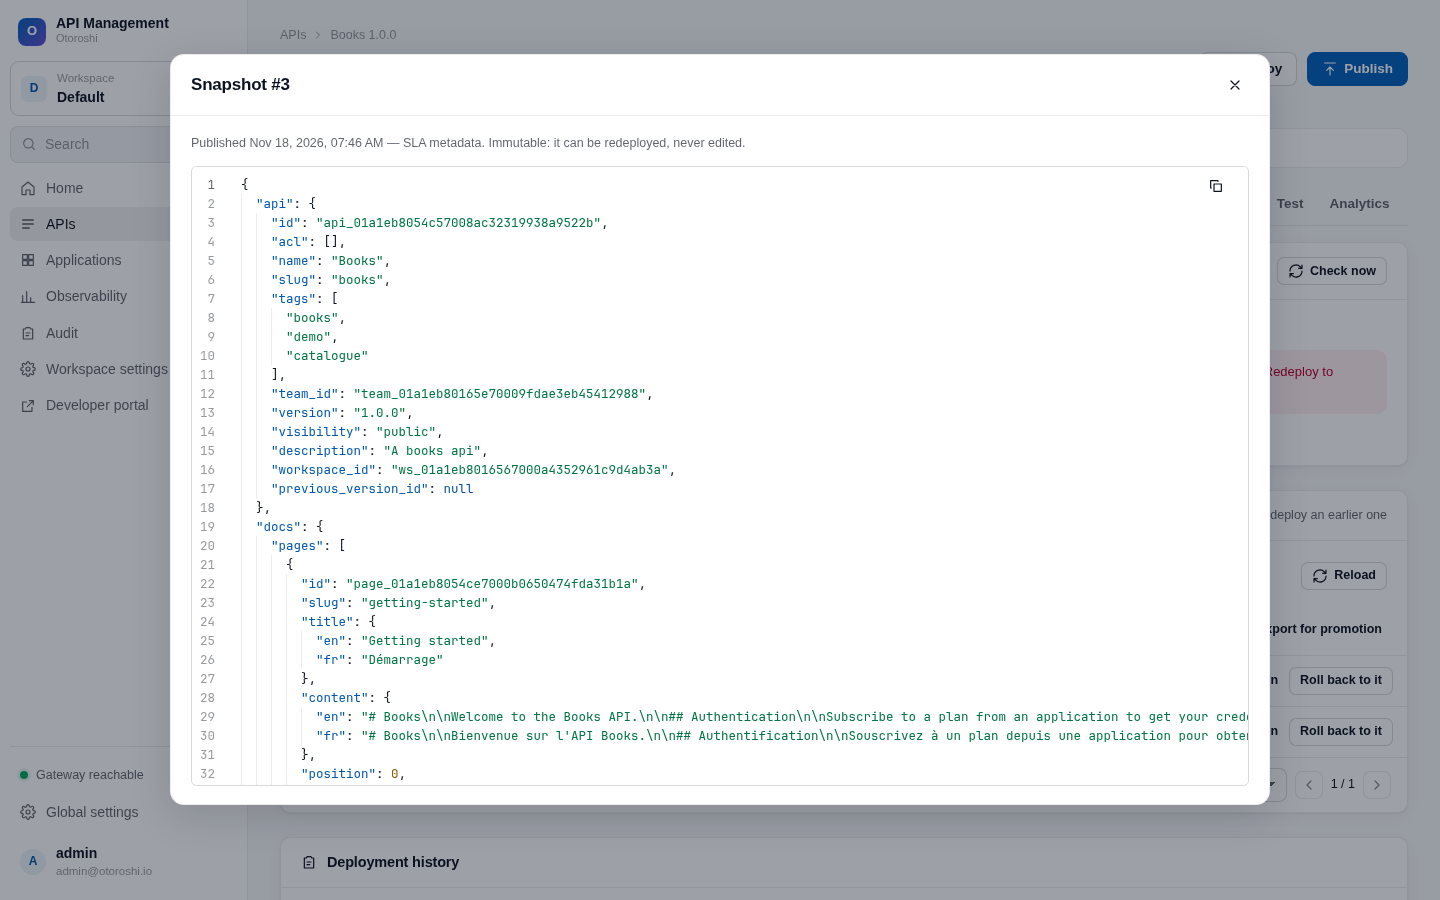 O
API Management
Otoroshi
D
Workspace
Default
Search
Home
APIs
Applications
Observability
Audit
Workspace settings
Developer portal
Gateway reachable
Global settings
A
admin
admin@otoroshi.io
APIs
Books 1.0.0
Publish
Test
Analytics
Check now
Redeploy to
deploy an earlier one
Reload
port for promotion
Roll back to it
Roll back to it
1 / 1
Deployment history
Snapshot #3
Published Nov 18, 2026, 07:46 AM — SLA metadata. Immutable: it can be redeployed, never edited.
1 {
2 "api": {
3 "id": "api_01a1eb8054c57008ac32319938a9522b",
4 "acl": [],
5 "name": "Books",
6 "slug": "books",
7 "tags": [
8 "books",
9 "demo",
10 "catalogue"
11 ],
12 "team_id": "team_01a1eb80165e70009fdae3eb45412988",
13 "version": "1.0.0",
14 "visibility": "public",
15 "description": "A books api",
16 "workspace_id": "ws_01a1eb8016567000a4352961c9d4ab3a",
17 "previous_version_id": null
18 },
19 "docs": {
20 "pages": [
21 {
22 "id": "page_01a1eb8054ce7000b0650474fda31b1a",
23 "slug": "getting-started",
24 "title": {
25 "en": "Getting started",
26 "fr": "Démarrage"
27 },
28 "content": {
29 "en": "# Books\n\nWelcome to the Books API.\n\n## Authentication\n\nSubscribe to a plan from an application to get your crede
30 "fr": "# Books\n\nBienvenue sur l'API Books.\n\n## Authentification\n\nSouscrivez à un plan depuis une application pour obten
31 },
32 "position": 0,